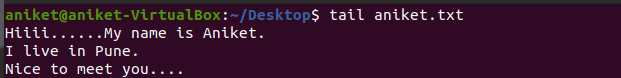 aniket@aniket-VirtualBox:~/Desktop$ tail aniket.txt
Hiiii......My name is Aniket.
I live in Pune.
Nice to meet you....